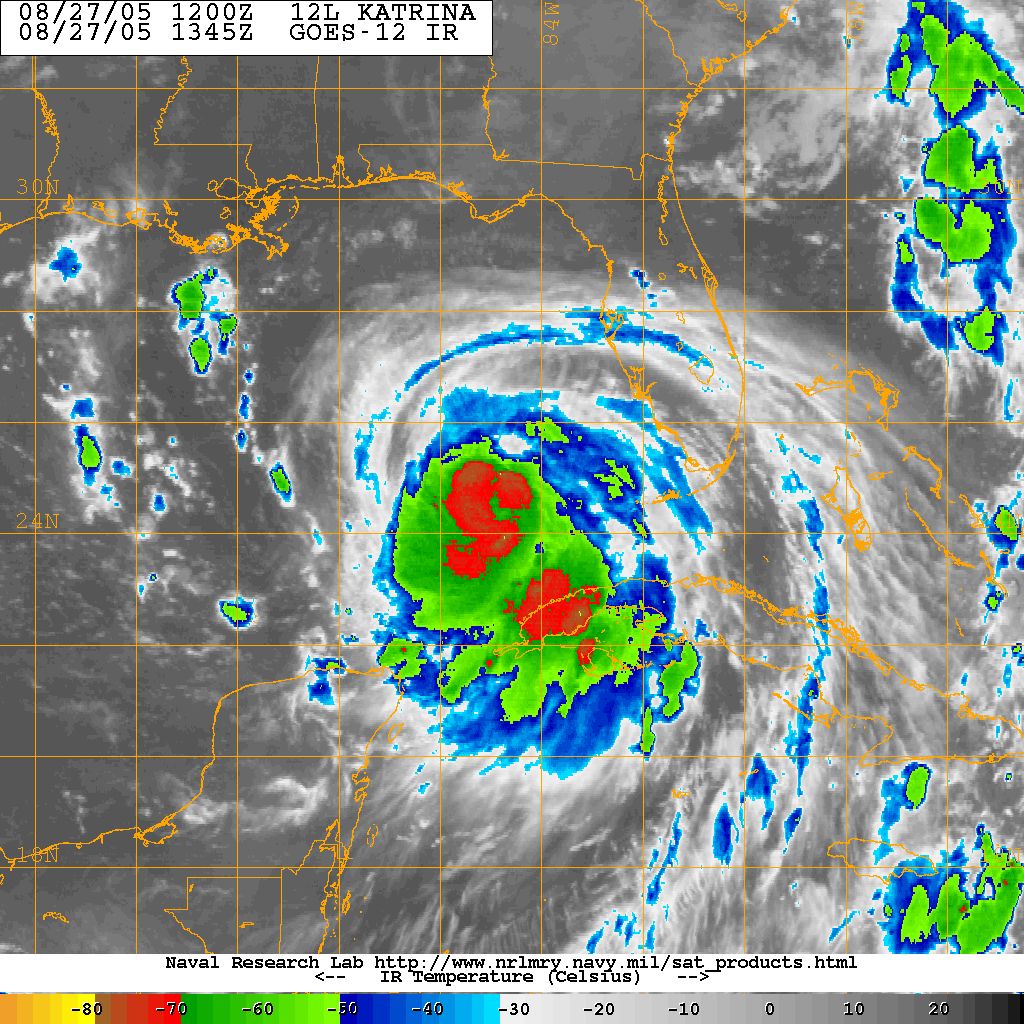 08/27/05 1200Z 12L KATRINA
08/27/05 1345Z GOES-12 IR
84W
30N
24N
18N
Naval Research Lab http://www.nrlmry.navy.mil/sat_products.html
<-- IR Temperature (Celsius) -->
-80 -70 -60 -50 -40 -30 -20 -10 0 10 20